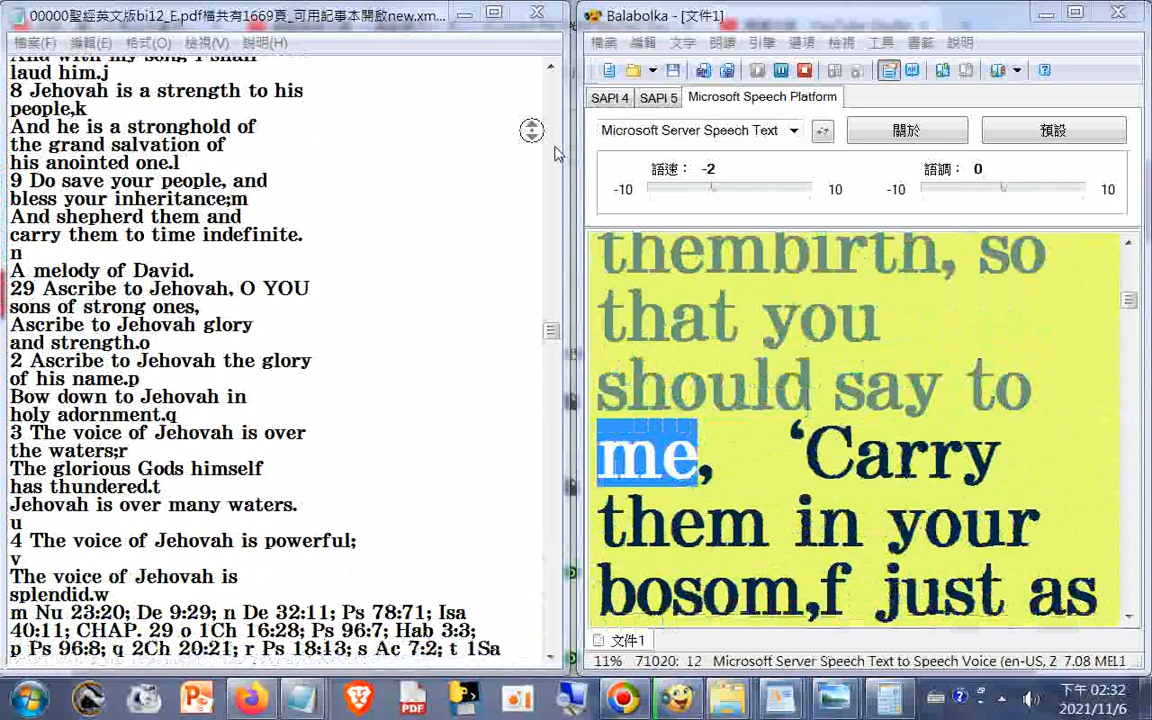 00000聖經英文版bi12_E.pdf檔共有1669頁_可用記事本開啟new.xm...
檔案(F) 編輯(E) 格式(O) 檢視(V) 說明(H)
And with my song I shall
laud him.j
8 Jehovah is a strength to his
people,k
And he is a stronghold of
the grand salvation of
his anointed one.l
9 Do save your people, and
bless your inheritance;m
And shepherd them and
carry them to time indefinite.
n
A melody of David.
29 Ascribe to Jehovah, O YOU
sons of strong ones,
Ascribe to Jehovah glory
and strength.o
2 Ascribe to Jehovah the glory
of his name.p
Bow down to Jehovah in
holy adornment.q
3 The voice of Jehovah is over
the waters;r
The glorious Gods himself
has thundered.t
Jehovah is over many waters.
u
4 The voice of Jehovah is powerful;
v
The voice of Jehovah is
splendid.w
m Nu 23:20; De 9:29; n De 32:11; Ps 78:71; Isa
40:11; CHAP. 29 o 1Ch 16:28; Ps 96:7; Hab 3:3;
p Ps 96:8; q 2Ch 20:21; r Ps 18:13; s Ac 7:2; t 1Sa
Balabolka - [文件1]
檔案 編輯 文字 朗讀 引擎 選項 檢視 工具 書籤 說明
SAPI 4 SAPI 5 Microsoft Speech Platform
Microsoft Server Speech Text 關於 預設
語速： -2 語調： 0
-10 10 -10 10
thembirth, so
that you
should say to
me, ‘Carry
them in your
bosom,f just as
文件1
11% 71020: 12 Microsoft Server Speech Text to Speech Voice (en-US, Z 7.08 ME11
PDF
下午 02:32
2021/11/6